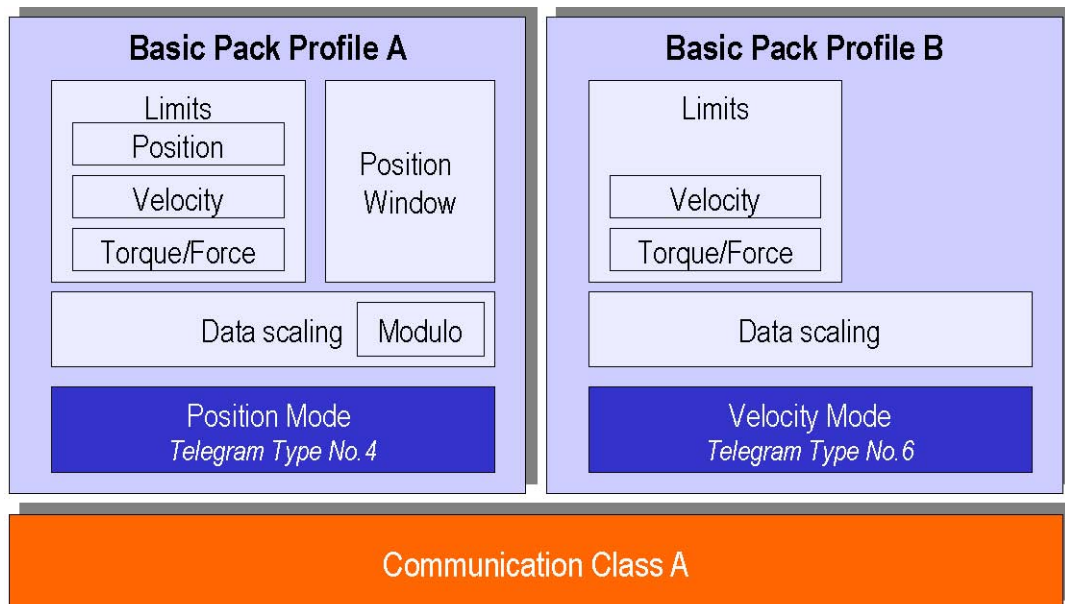 Basic Pack Profile A
Limits
Position
Velocity
Torque/Force
Position
Window
Data scaling
Modulo
Position Mode
Telegram Type No.4
Basic Pack Profile B
Limits
Velocity
Torque/Force
Data scaling
Velocity Mode
Telegram Type No.6
Communication Class A